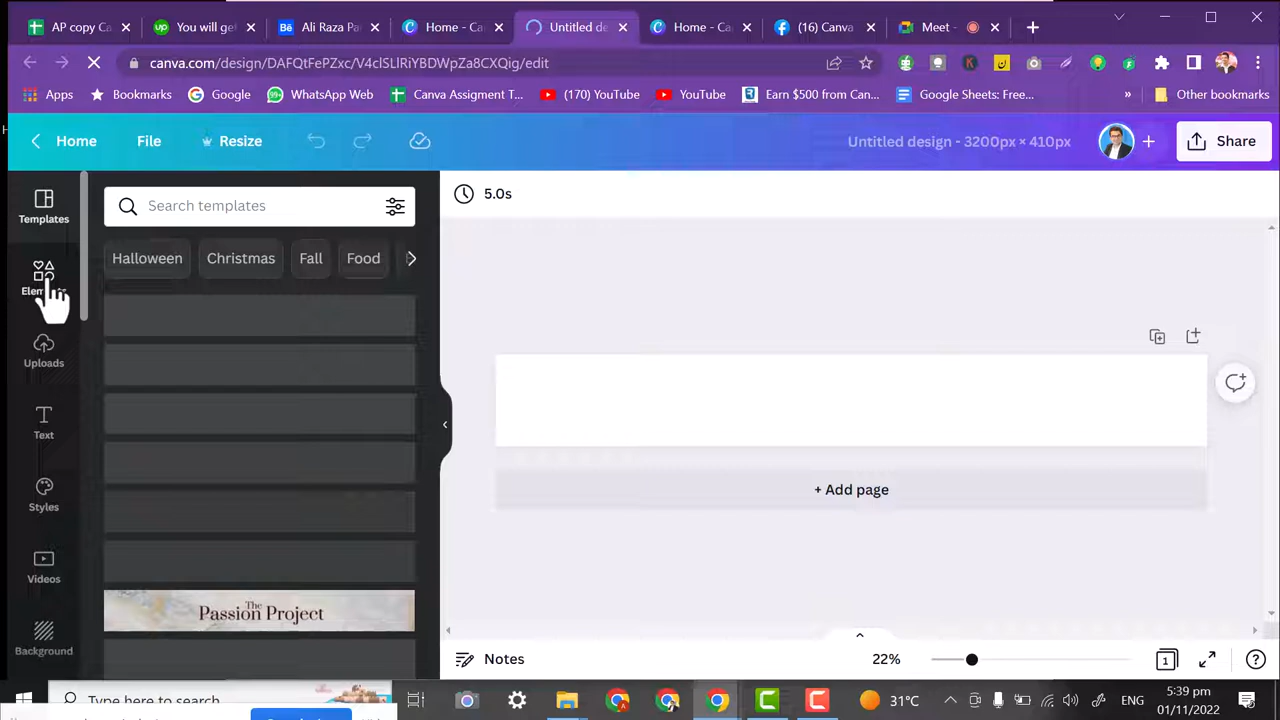 AP copy Ca
You will get
Ali Raza Pa
Home - Ca
Untitled de
Home - Ca
(16) Canva
Meet -
canva.com/design/DAFQtFePZxc/V4clSLlRiYBDWpZa8CXQig/edit
Apps
Bookmarks
Google
WhatsApp Web
Canva Assigment T...
(170) YouTube
YouTube
Earn $500 from Can...
Google Sheets: Free...
»
Other bookmarks
Home
File
Resize
Untitled design - 3200px × 410px
Share
Templates
Search templates
5.0s
Halloween
Christmas
Fall
Food
Uploads
Text
Styles
Videos
Background
The
Passion Project
+ Add page
Notes
22%
1
Type here to search
31°C
ENG
5:39 pm
01/11/2022